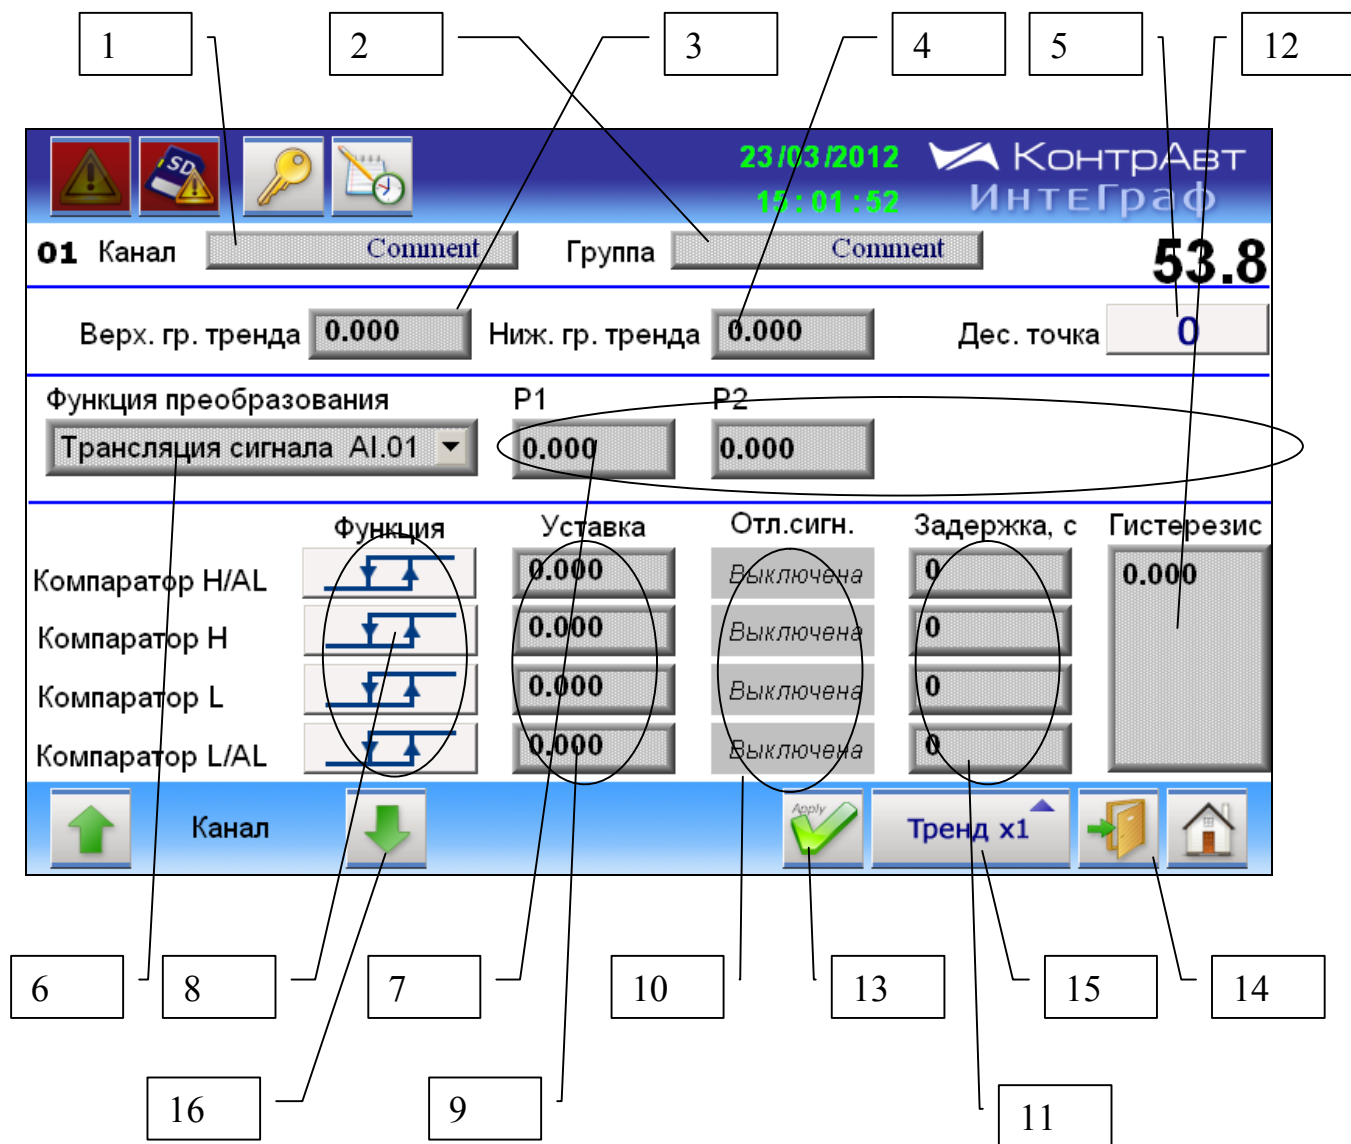 1 2 3 4 5 12
SD 23/03/2012 КонтрАвт
15:01:52 ИнтеГраф
01 Канал Comment Группа Comment 53.8
Верх. гр. тренда 0.000 Ниж. гр. тренда 0.000 Дес. точка 0
Функция преобразования P1 P2
Трансляция сигнала AI.01 0.000 0.000
Функция Уставка Отл.сигн. Задержка, с Гистерезис
Компаратор H/AL 0.000 Выключена 0 0.000
Компаратор H 0.000 Выключена 0
Компаратор L 0.000 Выключена 0
Компаратор L/AL 0.000 Выключена 0
Канал Apply Тренд x1
6 8 7 10 13 15 14
16 9 11